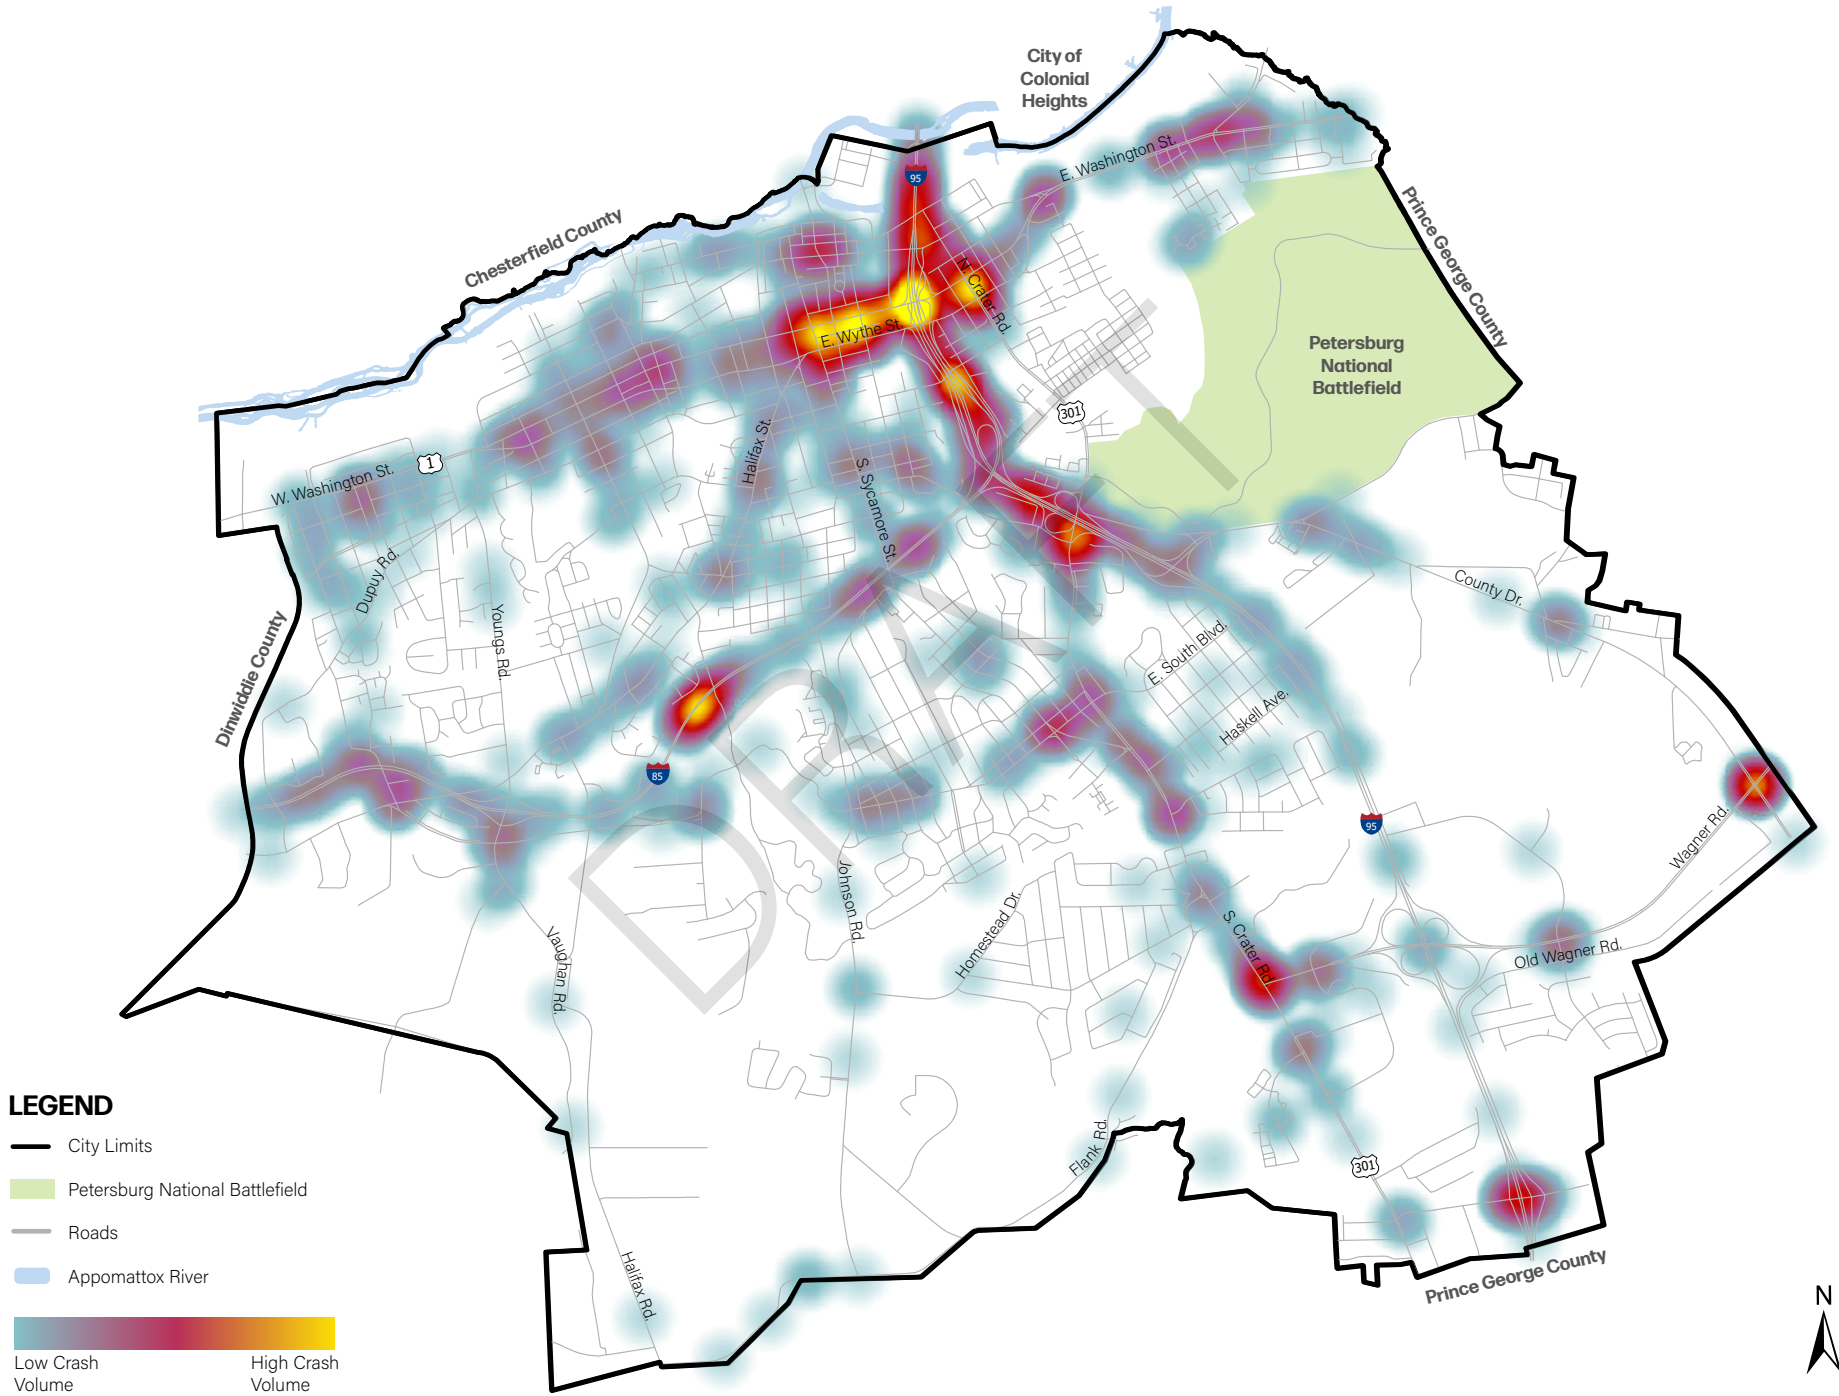 City of
Colonial
Heights
E. Washington St.
95
Prince George County
Chesterfield County
N. Crater Rd.
E. Wythe St.
Petersburg
National
Battlefield
301
Halifax St.
1
W. Washington St.
S. Sycamore St.
Dupuy Rd.
County Dr.
Youngs Rd.
E. South Blvd.
Dinwiddie County
Haskell Ave.
DRAFT
85
95
Wagner Rd.
Johnson Rd.
Homestead Dr.
S. Crater Rd.
Old Wagner Rd.
Vaughan Rd.
Flank Rd.
301
Halifax Rd.
Prince George County
LEGEND
City Limits
Petersburg National Battlefield
Roads
Appomattox River
Low Crash
Volume
High Crash
Volume
N